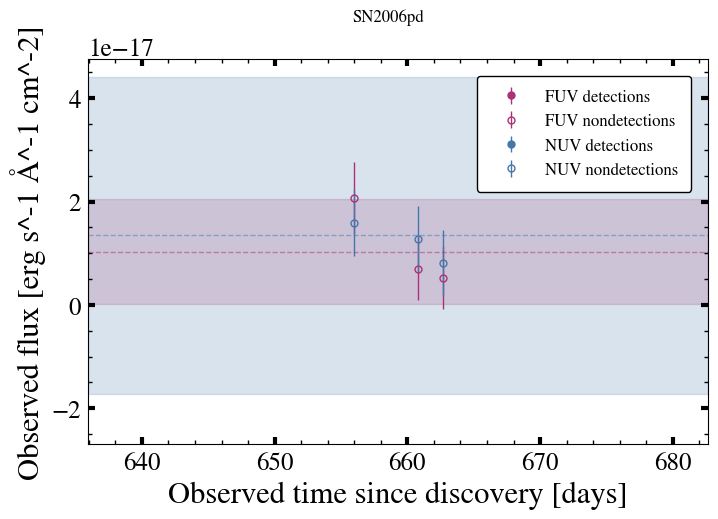 SN2006pd
1e−17
Observed flux [erg s^-1 Å^-1 cm^-2]
4
2
0
−2
FUV detections
FUV nondetections
NUV detections
NUV nondetections
640 650 660 670 680
Observed time since discovery [days]